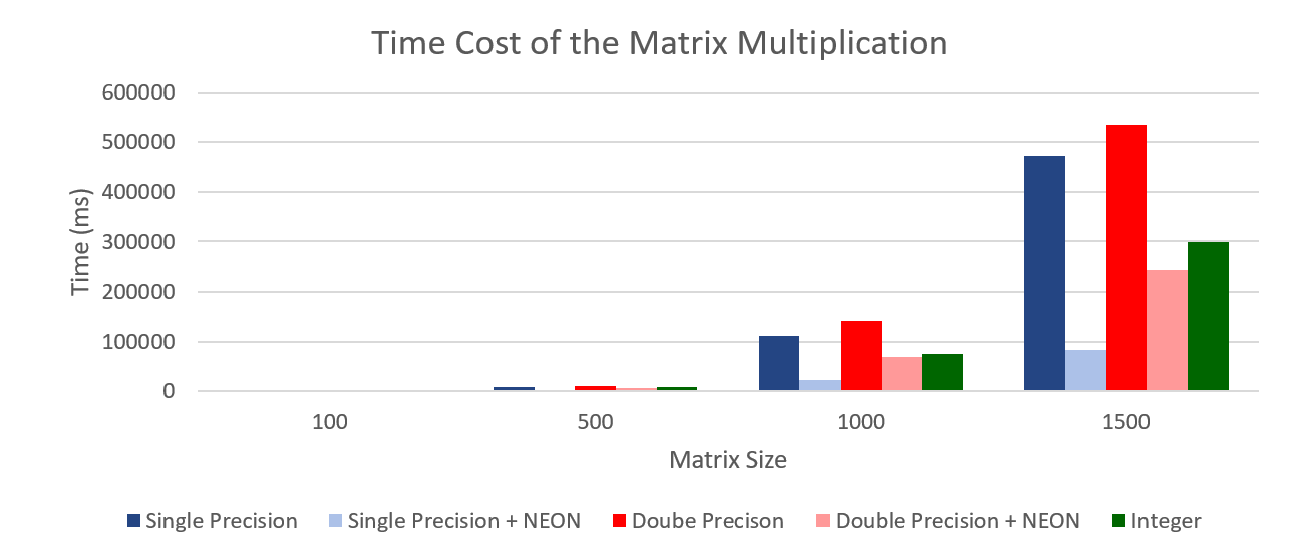 Time Cost of the Matrix Multiplication
600000
500000
400000
300000
200000
100000
0
Time (ms)
100 500 1000 1500
Matrix Size
Single Precision Single Precision + NEON Doube Precison Double Precision + NEON Integer